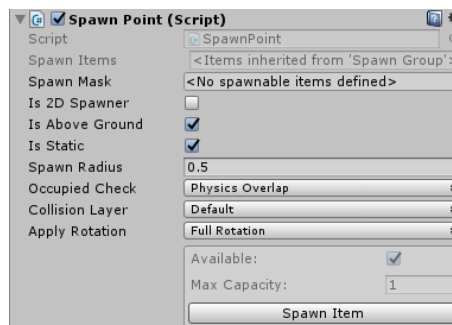 Spawn Point (Script)
Script SpawnPoint
Spawn Items <Items inherited from 'Spawn Group'>
Spawn Mask <No spawnable items defined>
Is 2D Spawner
Is Above Ground
Is Static
Spawn Radius 0.5
Occupied Check Physics Overlap
Collision Layer Default
Apply Rotation Full Rotation
Available:
Max Capacity: 1
Spawn Item